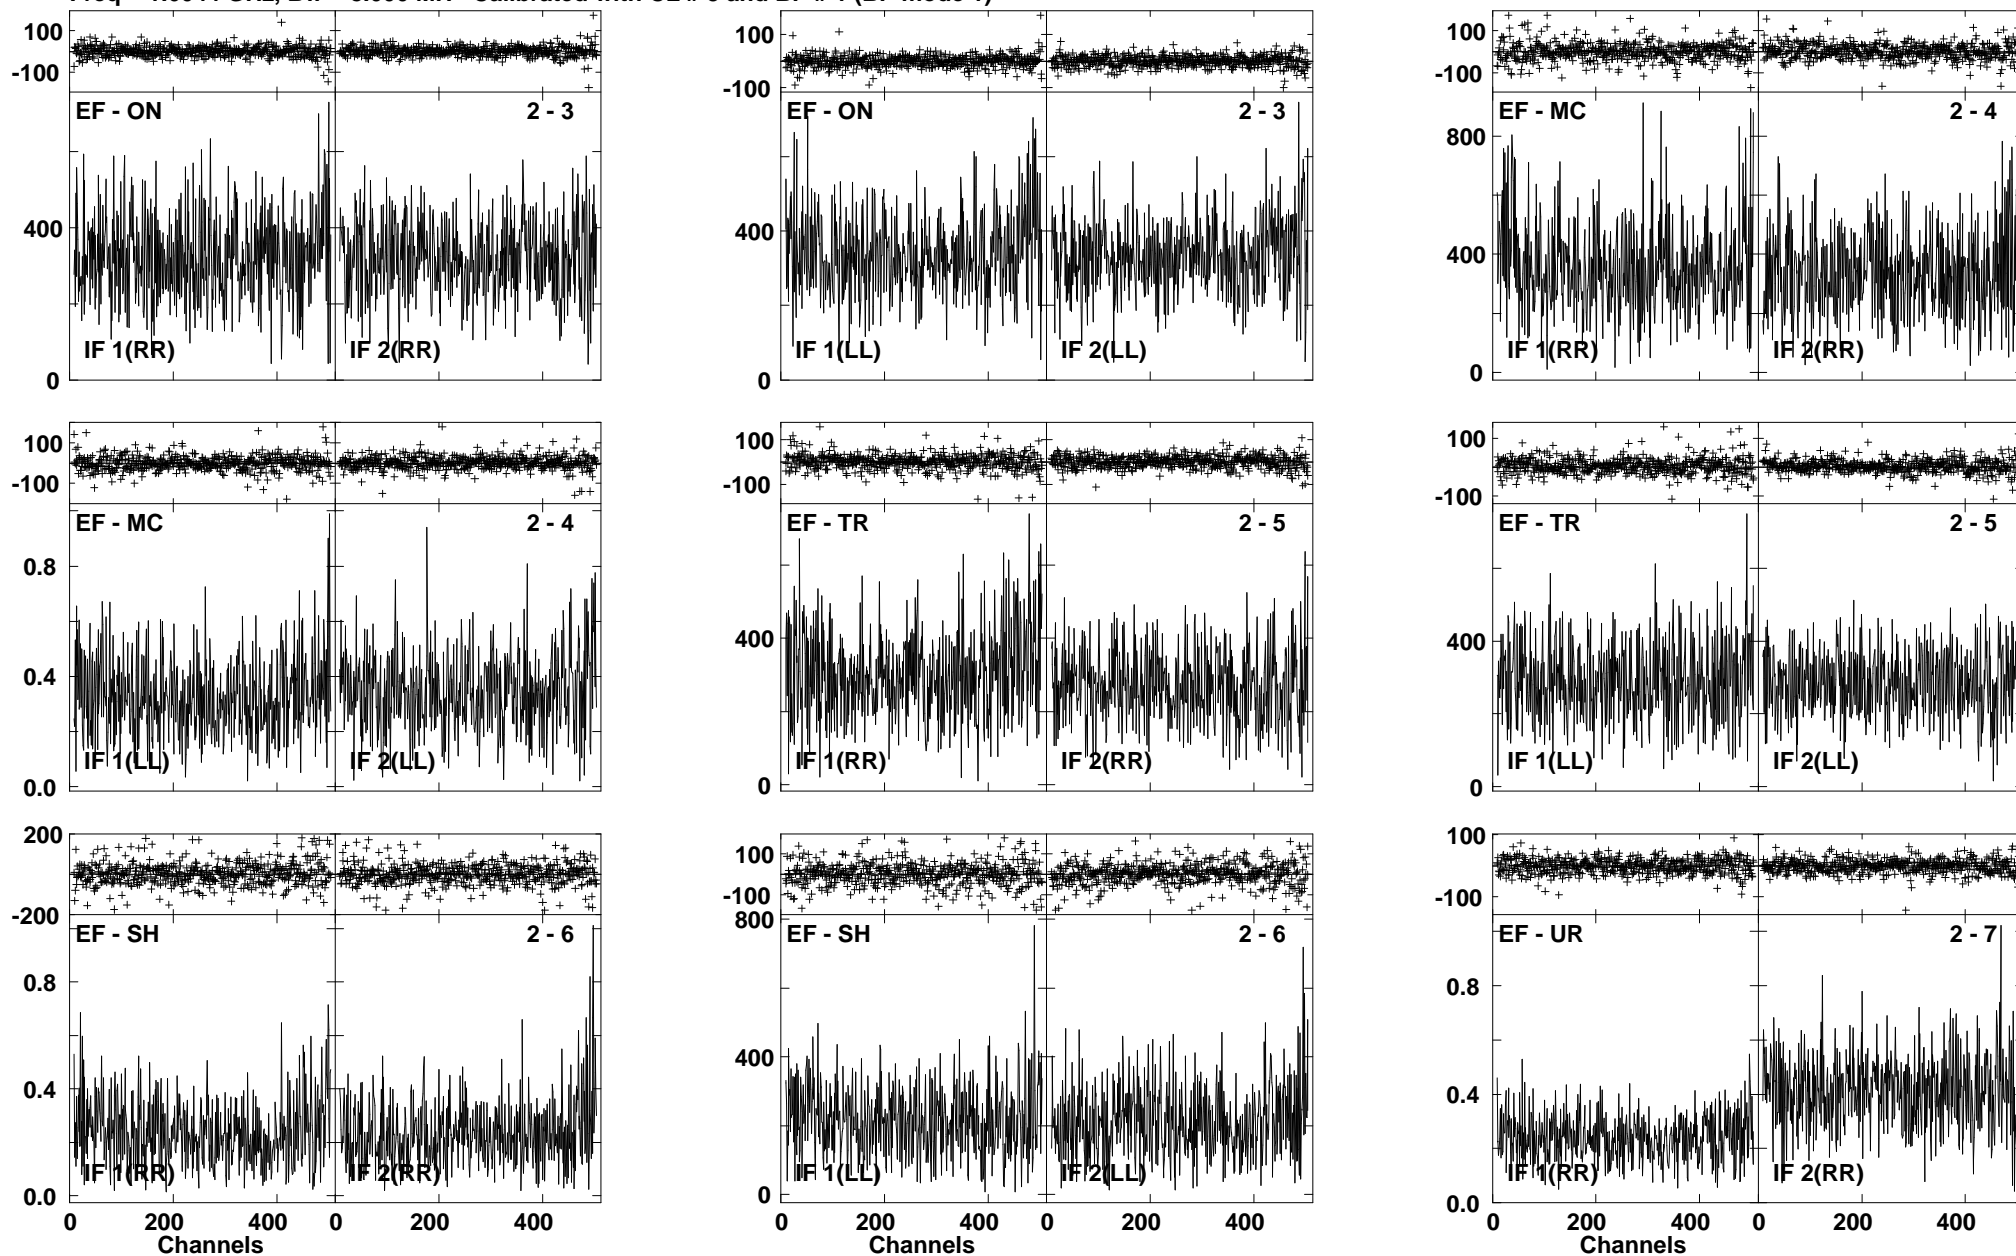 100
-100
EF - ON
2 - 3
400
0
IF 1(RR)
IF 2(RR)
100
-100
EF - ON
2 - 3
400
0
IF 1(LL)
IF 2(LL)
100
-100
EF - MC
2 - 4
800
400
0
IF 1(RR)
IF 2(RR)
100
-100
EF - MC
2 - 4
0.8
0.4
0.0
IF 1(LL)
IF 2(LL)
100
-100
EF - TR
2 - 5
400
0
IF 1(RR)
IF 2(RR)
100
-100
EF - TR
2 - 5
400
0
IF 1(LL)
IF 2(LL)
200
0
-200
EF - SH
2 - 6
0.8
0.4
0.0
IF 1(RR)
IF 2(RR)
0 200 400 0 400
Channels
100
-100
800
EF - SH
2 - 6
400
0
IF 1(LL)
IF 2(LL)
0 200 400 0 200 400
Channels
100
-100
EF - UR
2 - 7
0.8
0.4
0.0
IF 1(RR)
IF 2(RR)
0 200 400 0 200 400
Channels